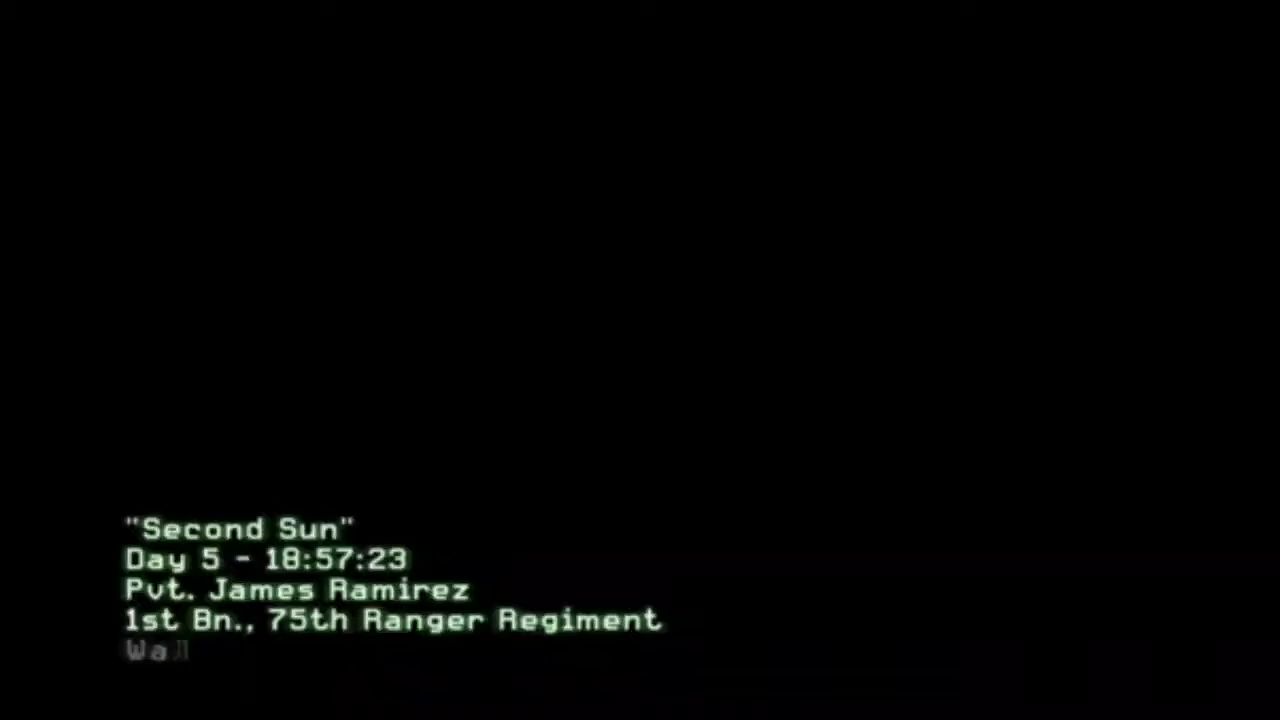 "Second Sun"
Day 5 - 18:57:23
Pvt. James Ramirez
1st Bn., 75th Ranger Regiment